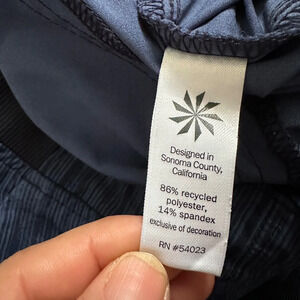 Designed in
Sonoma County,
California
86% recycled
polyester,
14% spandex
exclusive of decoration
RN #54023